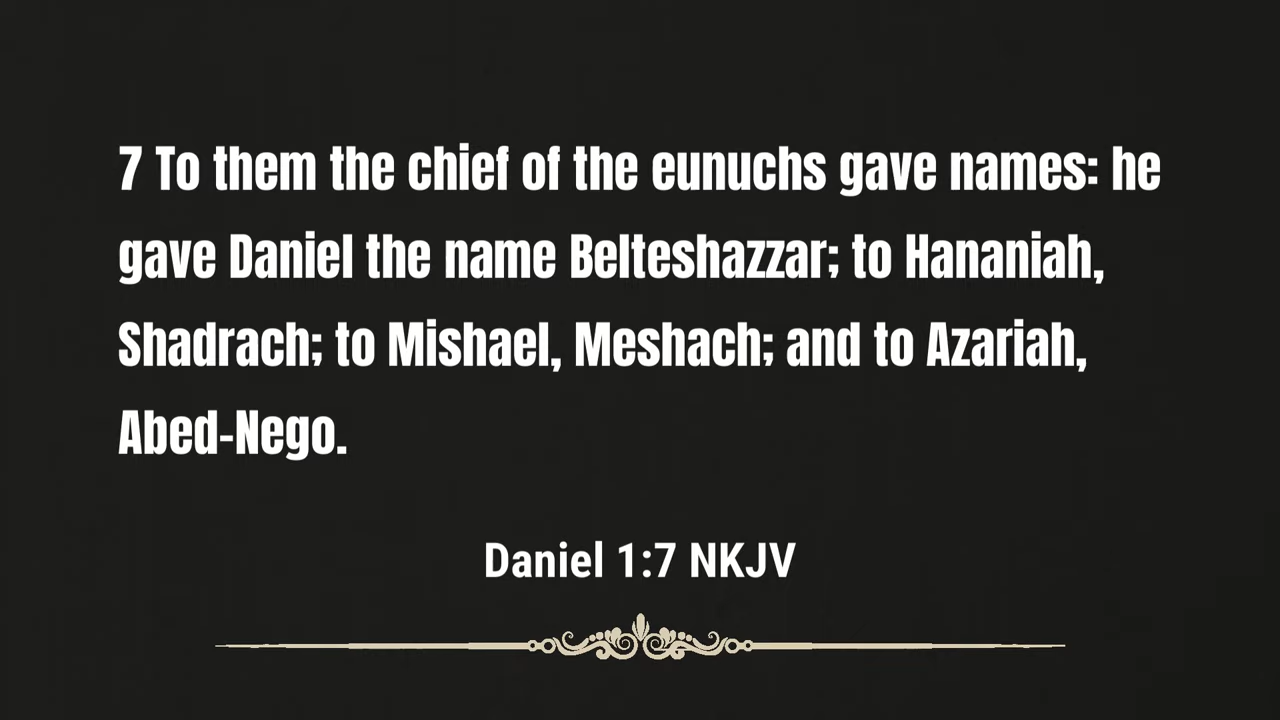 7 To them the chief of the eunuchs gave names: he
gave Daniel the name Belteshazzar; to Hananiah,
Shadrach; to Mishael, Meshach; and to Azariah,
Abed-Nego.
Daniel 1:7 NKJV